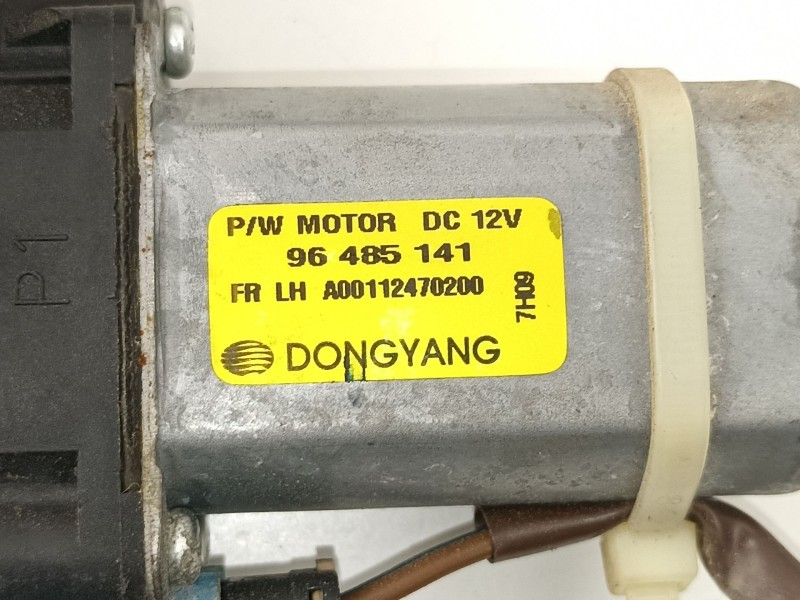 P/W MOTOR DC 12V
96 485 141
FR LH A00112470200
7H09
DONGYANG
P1